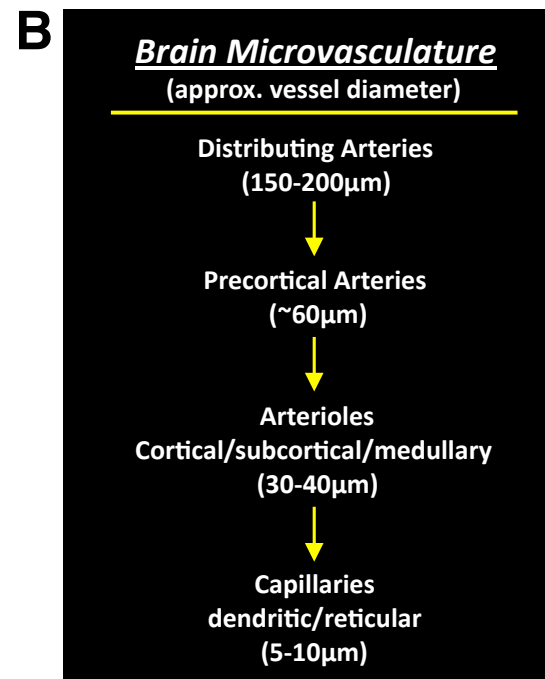 B
Brain Microvasculature
(approx. vessel diameter)
Distributing Arteries
(150-200µm)
Precortical Arteries
(~60µm)
Arterioles
Cortical/subcortical/medullary
(30-40µm)
Capillaries
dendritic/reticular
(5-10µm)